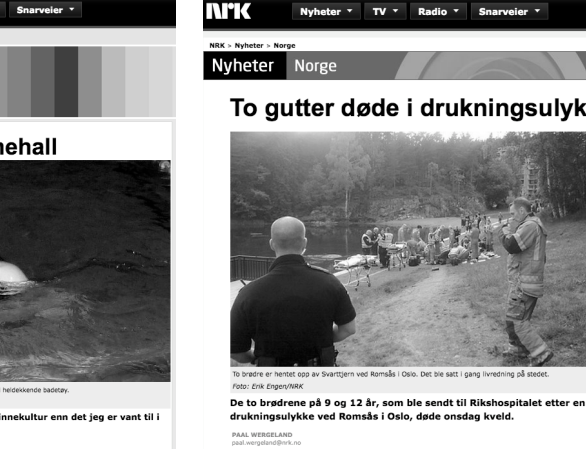 Snarveier
nehall
heldekkende badetøy.
innekultur enn det jeg er vant til i
NRK
Nyheter
TV
Radio
Snarveier
NRK > Nyheter > Norge
Nyheter
Norge
To gutter døde i drukningsulyk
To brødre er hentet opp av Svarttjern ved Romsås i Oslo. Det ble satt i gang livredning på stedet.
Foto: Erik Engen/NRK
De to brødrene på 9 og 12 år, som ble sendt til Rikshospitalet etter en
drukningsulykke ved Romsås i Oslo, døde onsdag kveld.
PAAL WERGELAND
paal.wergeland@nrk.no